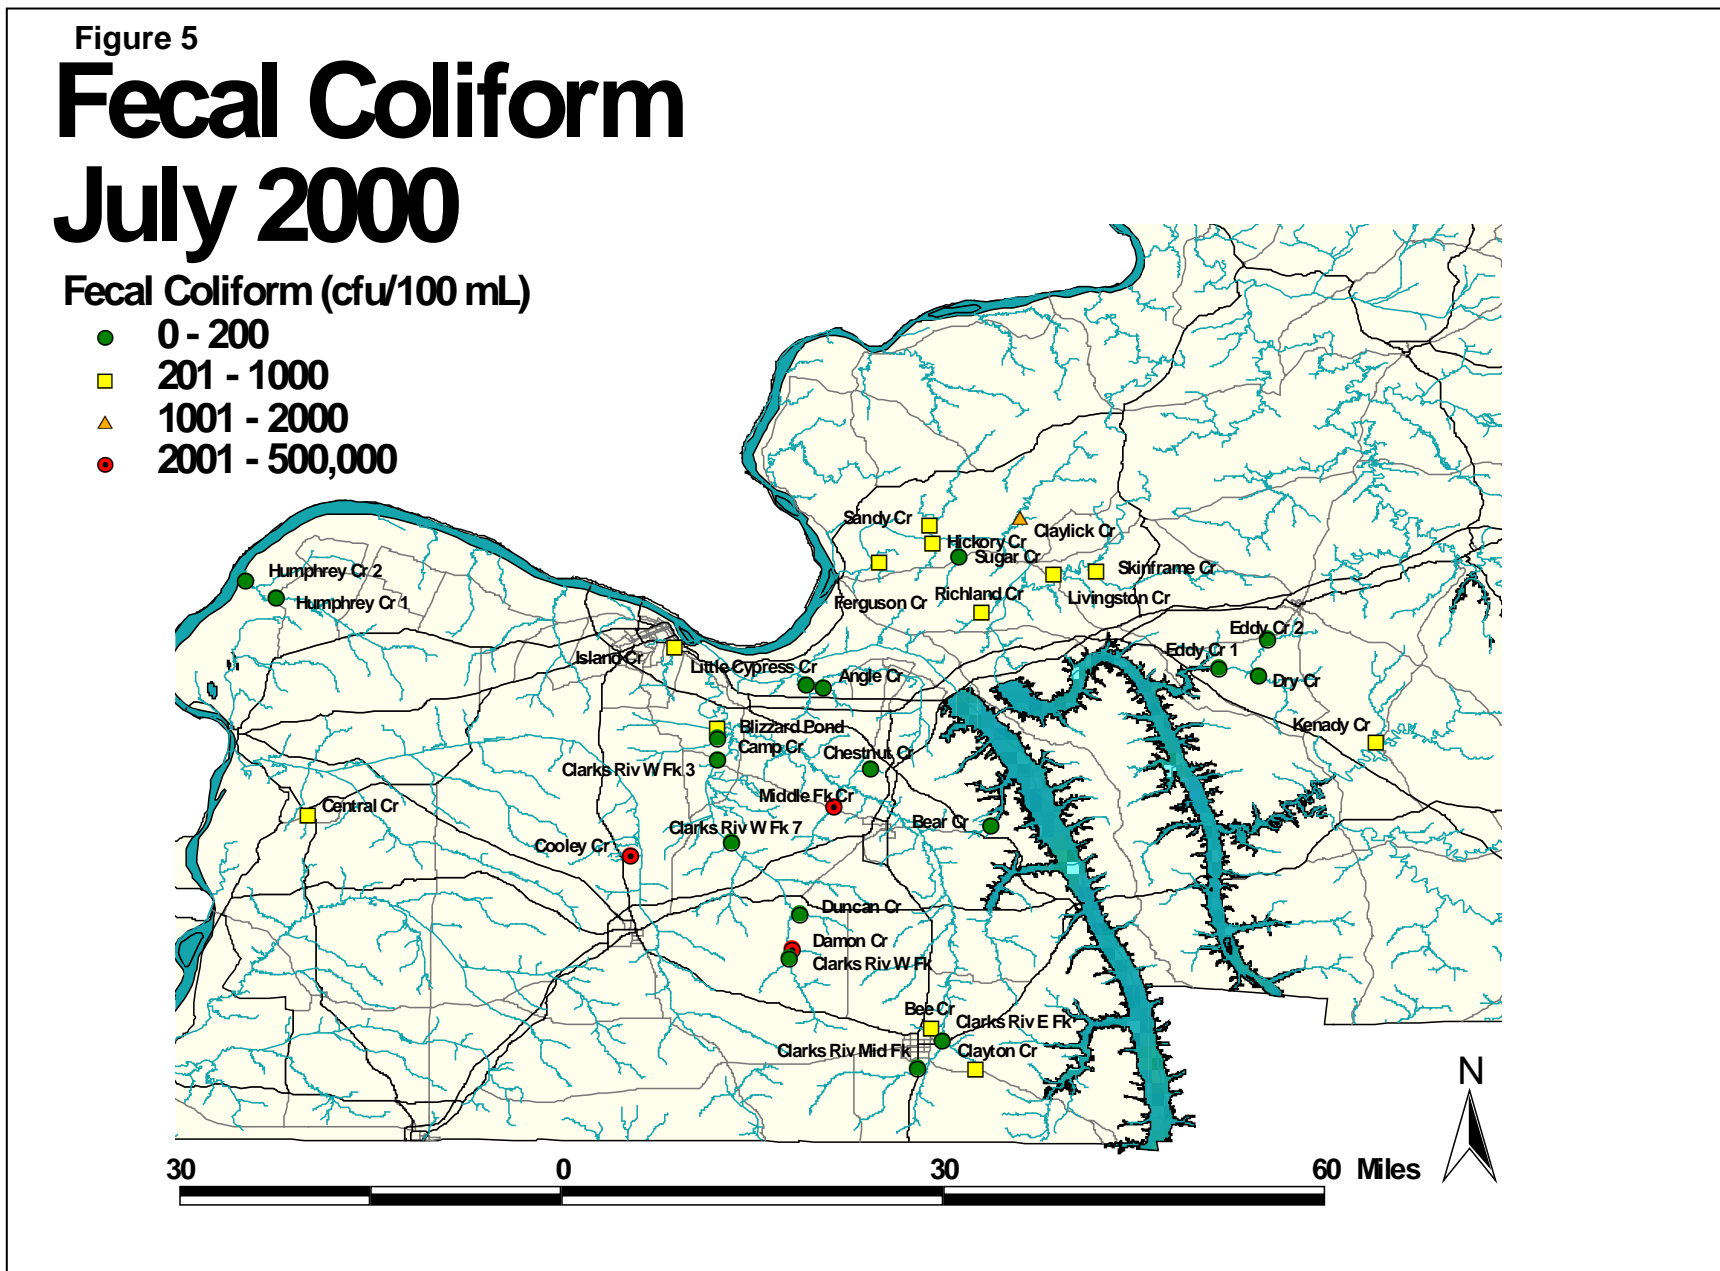 Figure 5
Fecal Coliform
July 2000
Fecal Coliform (cfu/100 mL)
0 - 200
201 - 1000
1001 - 2000
2001 - 500,000
Sandy Cr
Claylick Cr
Hickory Cr
Sugar Cr
Skinframe Cr
Humphrey Cr 2
Richland Cr
Livingston Cr
Humphrey Cr 1
Ferguson Cr
Eddy Cr 2
Eddy Cr 1
Island Cr
Little Cypress Cr
Angle Cr
Dry Cr
Kenady Cr
Blizzard Pond
Camp Cr
Chestnut Cr
Clarks Riv W Fk 3
Middle Fk Cr
Central Cr
Bear Cr
Clarks Riv W Fk 7
Cooley Cr
Duncan Cr
Damon Cr
Clarks Riv W Fk
Bee Cr
Clarks Riv E Fk
Clarks Riv Mid Fk
Clayton Cr
N
30 0 30 60 Miles